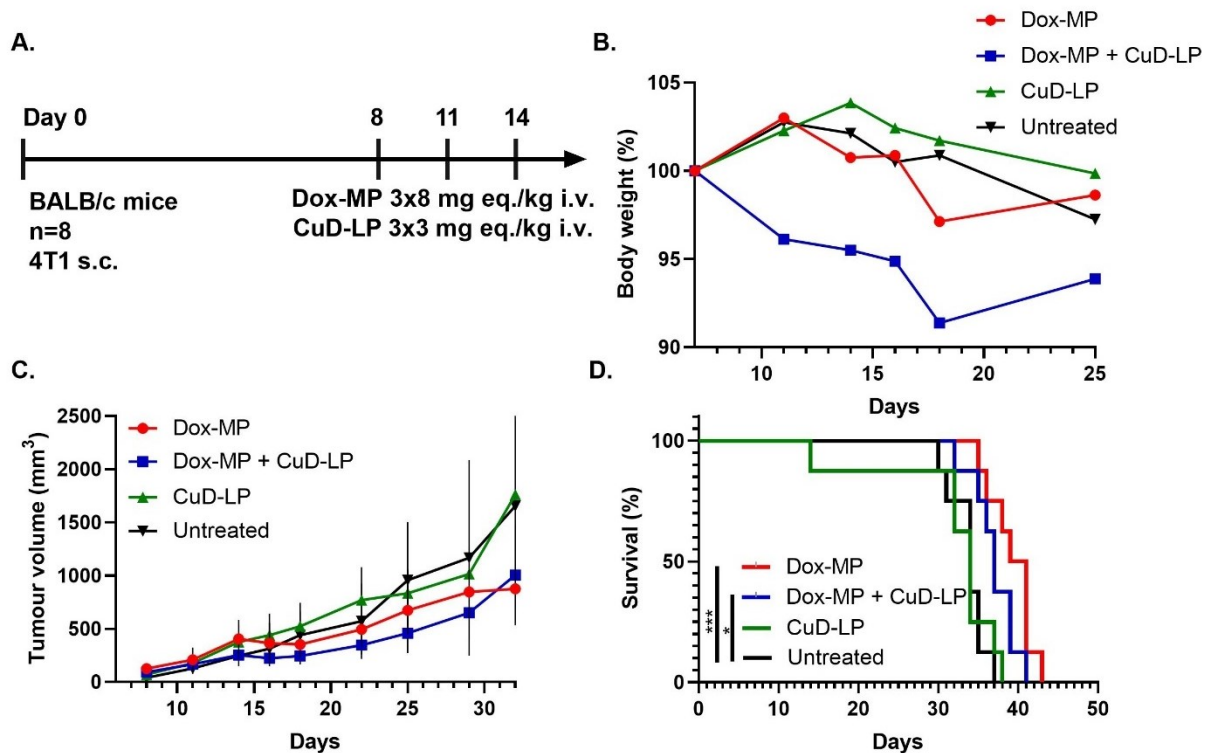 A.
Day 0
8
11
14
BALB/c mice
n=8
4T1 s.c.
Dox-MP 3x8 mg eq./kg i.v.
CuD-LP 3x3 mg eq./kg i.v.
B.
Dox-MP
Dox-MP + CuD-LP
CuD-LP
Untreated
Body weight (%)
105
100
95
90
10
15
20
25
Days
C.
Dox-MP
Dox-MP + CuD-LP
CuD-LP
Untreated
Tumour volume (mm³)
2500
2000
1500
1000
500
0
10
15
20
25
30
Days
D.
Survival (%)
100
50
0
Dox-MP
Dox-MP + CuD-LP
CuD-LP
Untreated
***
*
0
10
20
30
40
50
Days